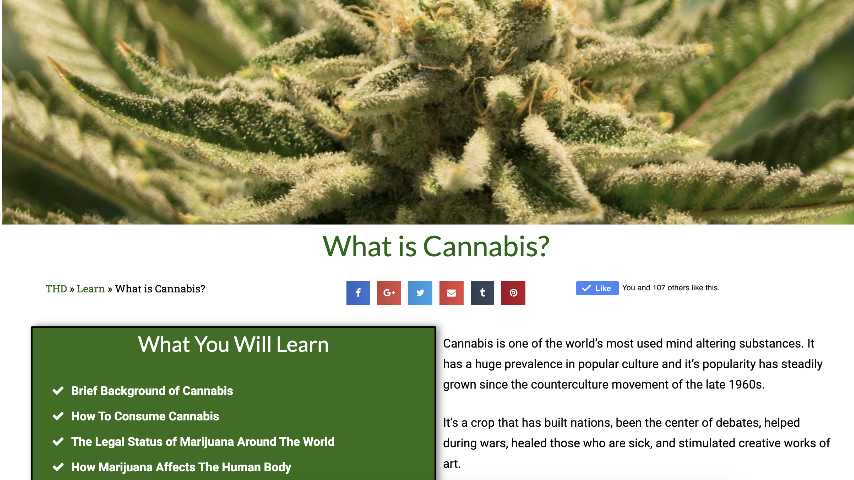 What is Cannabis?
THD » Learn » What is Cannabis?
f G+ t p
Like You and 107 others like this.
What You Will Learn
Brief Background of Cannabis
How To Consume Cannabis
The Legal Status of Marijuana Around The World
How Marijuana Affects The Human Body
Cannabis is one of the world's most used mind altering substances. It
has a huge prevalence in popular culture and it's popularity has steadily
grown since the counterculture movement of the late 1960s.
It's a crop that has built nations, been the center of debates, helped
during wars, healed those who are sick, and stimulated creative works of
art.